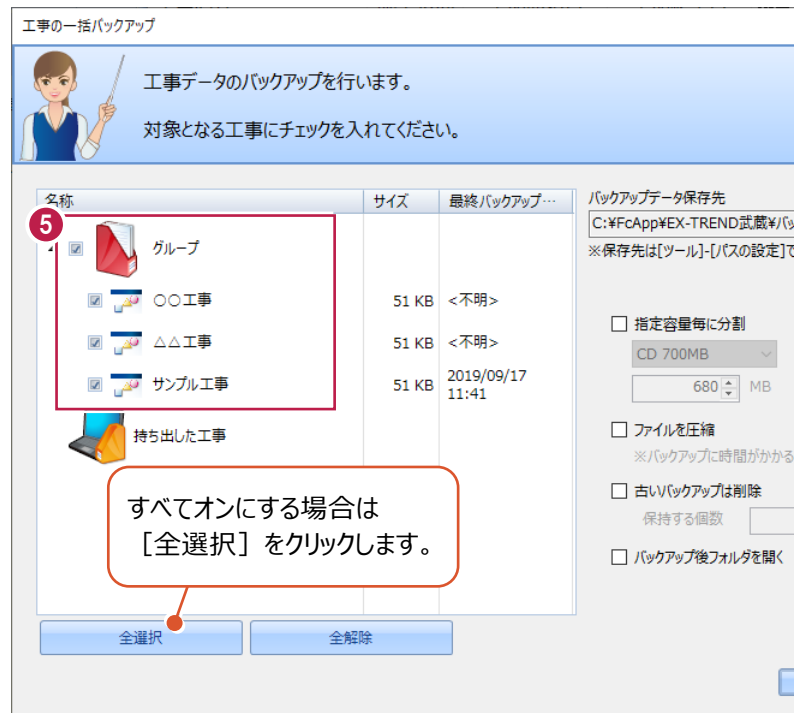 工事の一括バックアップ
工事データのバックアップを行います。
対象となる工事にチェックを入れてください。
名称 サイズ 最終バックアップ…
5
グループ
○○工事 51 KB <不明>
△△工事 51 KB <不明>
サンプル工事 51 KB 2019/09/17 11:41
持ち出した工事
すべてオンにする場合は
［全選択］をクリックします。
全選択 全解除
バックアップデータ保存先
C:¥FcApp¥EX-TREND武蔵¥バッ
※保存先は[ツール]-[パスの設定]で
指定容量毎に分割
CD 700MB
680 MB
ファイルを圧縮
※バックアップに時間がかかる
古いバックアップは削除
保持する個数
バックアップ後フォルダを開く